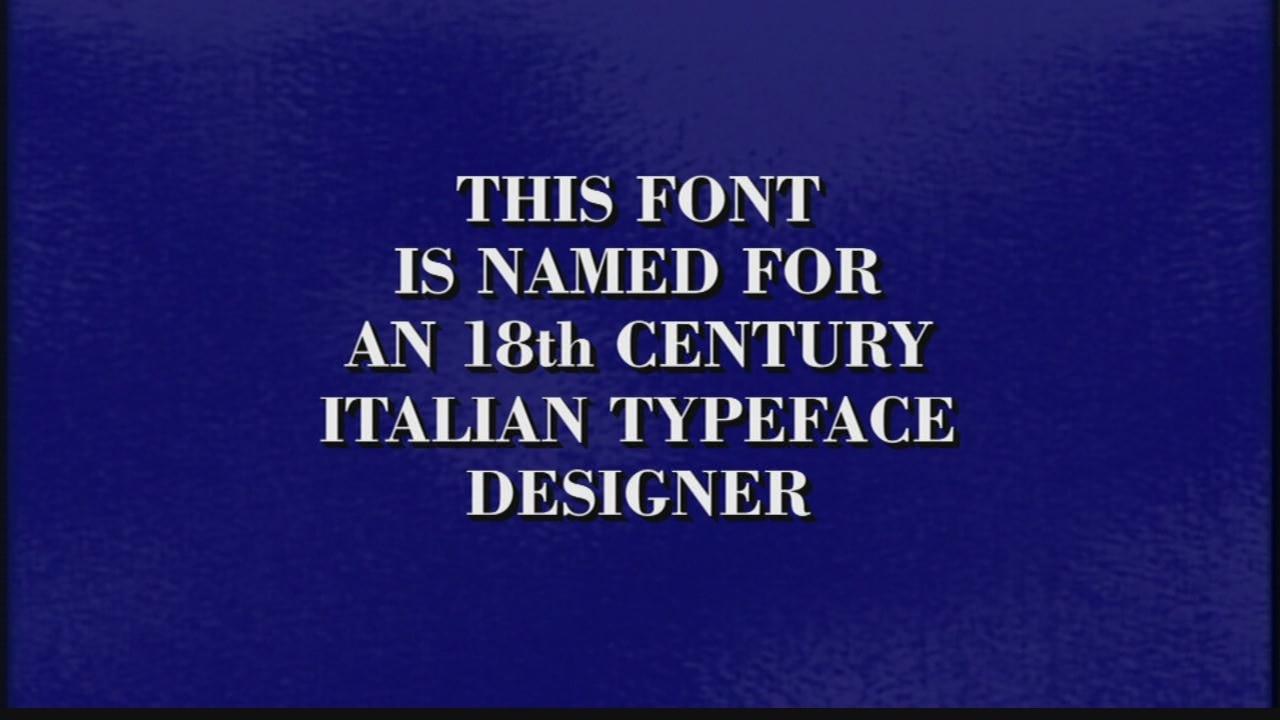 THIS FONT
IS NAMED FOR
AN 18th CENTURY
ITALIAN TYPEFACE
DESIGNER